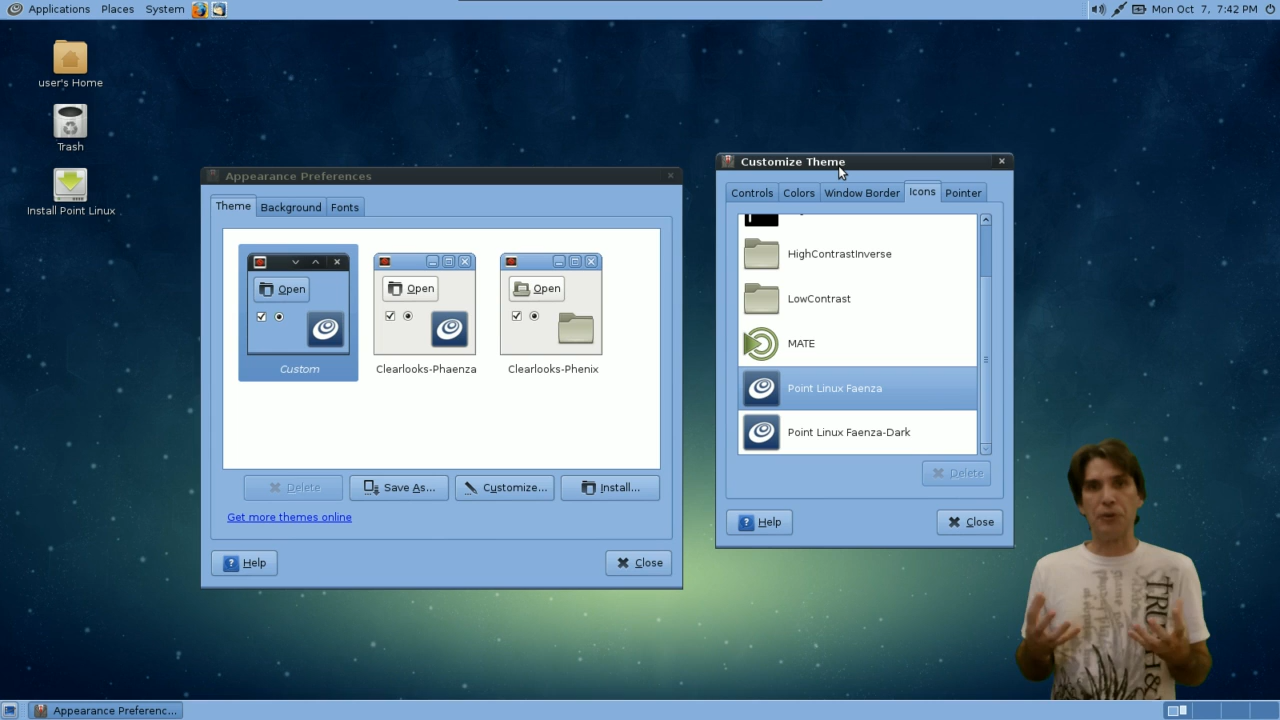 Applications Places System
Mon Oct 7, 7:42 PM
user's Home
Trash
Install Point Linux
Appearance Preferences
Theme Background Fonts
Open
Open
Open
Custom
Clearlooks-Phaenza
Clearlooks-Phenix
Delete
Save As...
Customize...
Install...
Get more themes online
Help
Close
Customize Theme
Controls Colors Window Border Icons Pointer
HighContrastInverse
LowContrast
MATE
Point Linux Faenza
Point Linux Faenza-Dark
Delete
Help
Close
Appearance Preferenc...